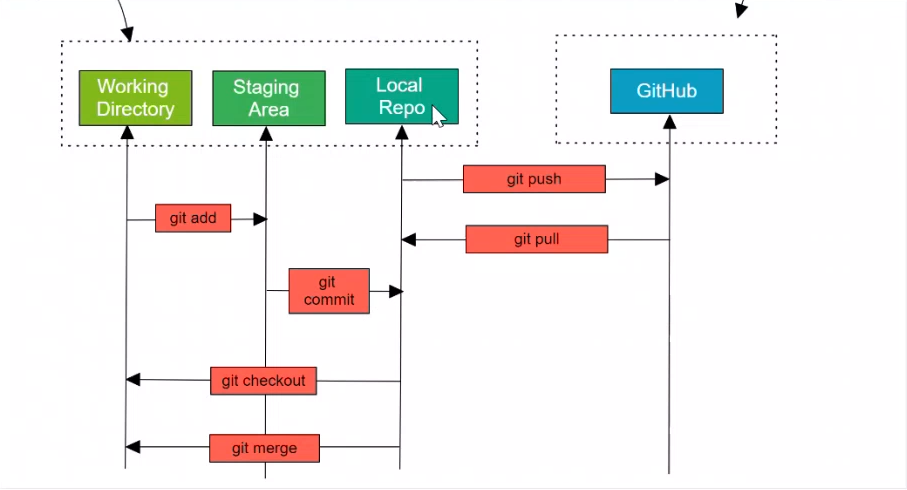 Working
Directory
Staging
Area
Local
Repo
GitHub
git push
git add
git pull
git
commit
git checkout
git merge